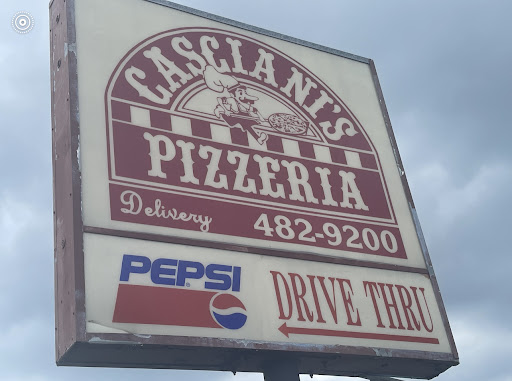 CASCIANI'S
PIZZERIA
Delivery 482-9200
PEPSI
DRIVE THRU